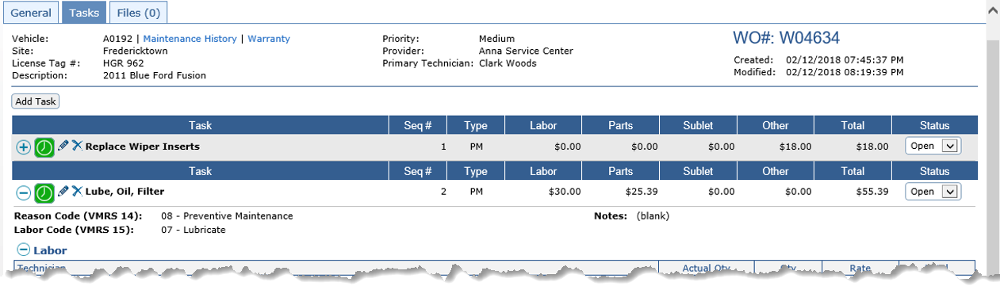 General Tasks Files (0)
Vehicle: A0192 | Maintenance History | Warranty Priority: Medium WO#: W04634
Site: Fredericktown Provider: Anna Service Center Created: 02/12/2018 07:45:37 PM
License Tag #: HGR 962 Primary Technician: Clark Woods Modified: 02/12/2018 08:19:39 PM
Description: 2011 Blue Ford Fusion
Add Task
Task Seq # Type Labor Parts Sublet Other Total Status
Replace Wiper Inserts 1 PM $0.00 $0.00 $0.00 $18.00 $18.00 Open
Task Seq # Type Labor Parts Sublet Other Total Status
Lube, Oil, Filter 2 PM $30.00 $25.39 $0.00 $0.00 $55.39 Open
Reason Code (VMRS 14): 08 - Preventive Maintenance Notes: (blank)
Labor Code (VMRS 15): 07 - Lubricate
Labor
Technician Actual Qty Rate